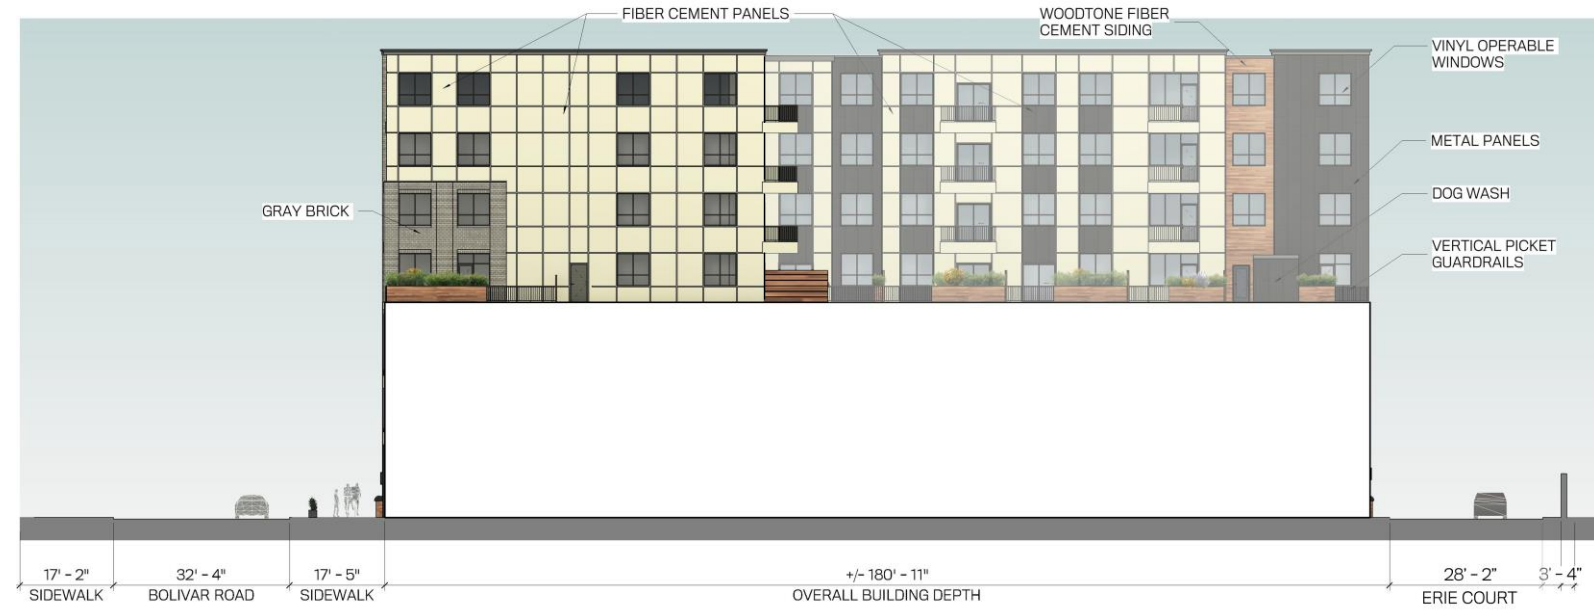 FIBER CEMENT PANELS
WOODTONE FIBER
CEMENT SIDING
VINYL OPERABLE
WINDOWS
METAL PANELS
DOG WASH
GRAY BRICK
VERTICAL PICKET
GUARDRAILS
17' - 2"
32' - 4"
17' - 5"
+/- 180' - 11"
28' - 2"
3' - 4"
SIDEWALK
BOLIVAR ROAD
SIDEWALK
OVERALL BUILDING DEPTH
ERIE COURT